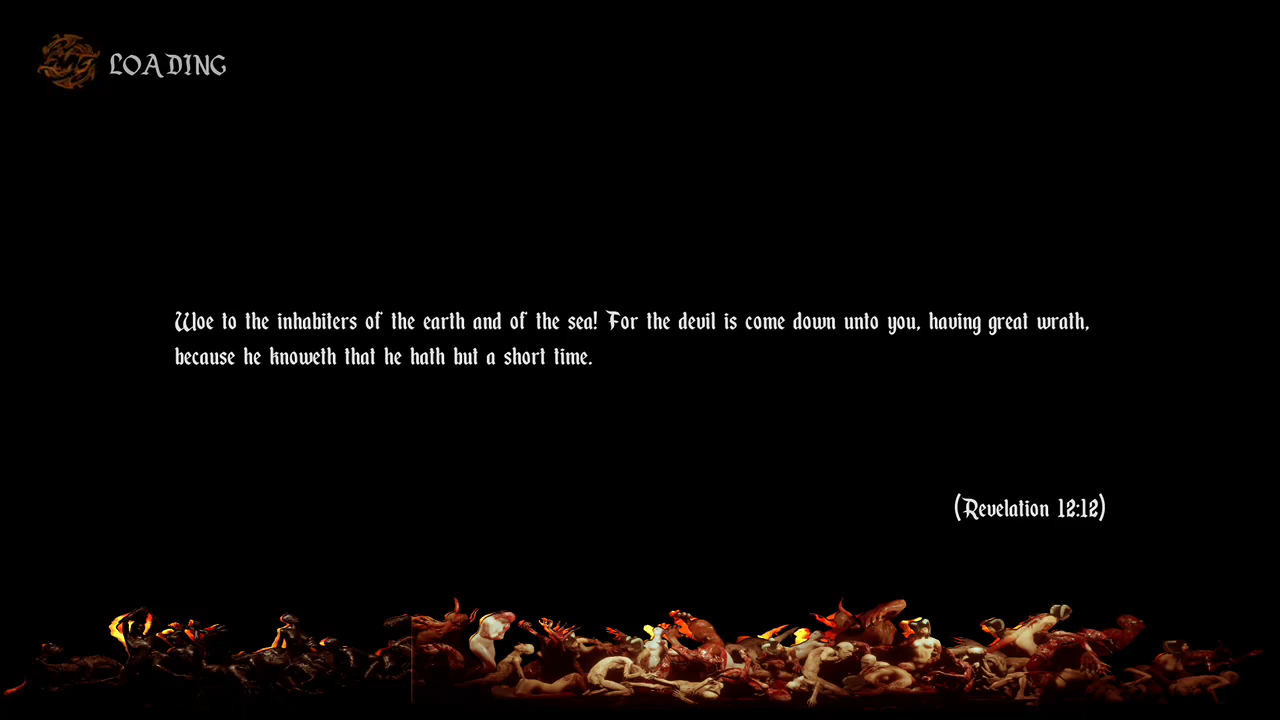 LOADING
Woe to the inhabiters of the earth and of the sea! For the devil is come down unto you, having great wrath,
because he knoweth that he hath but a short time.
(Revelation 12:12)